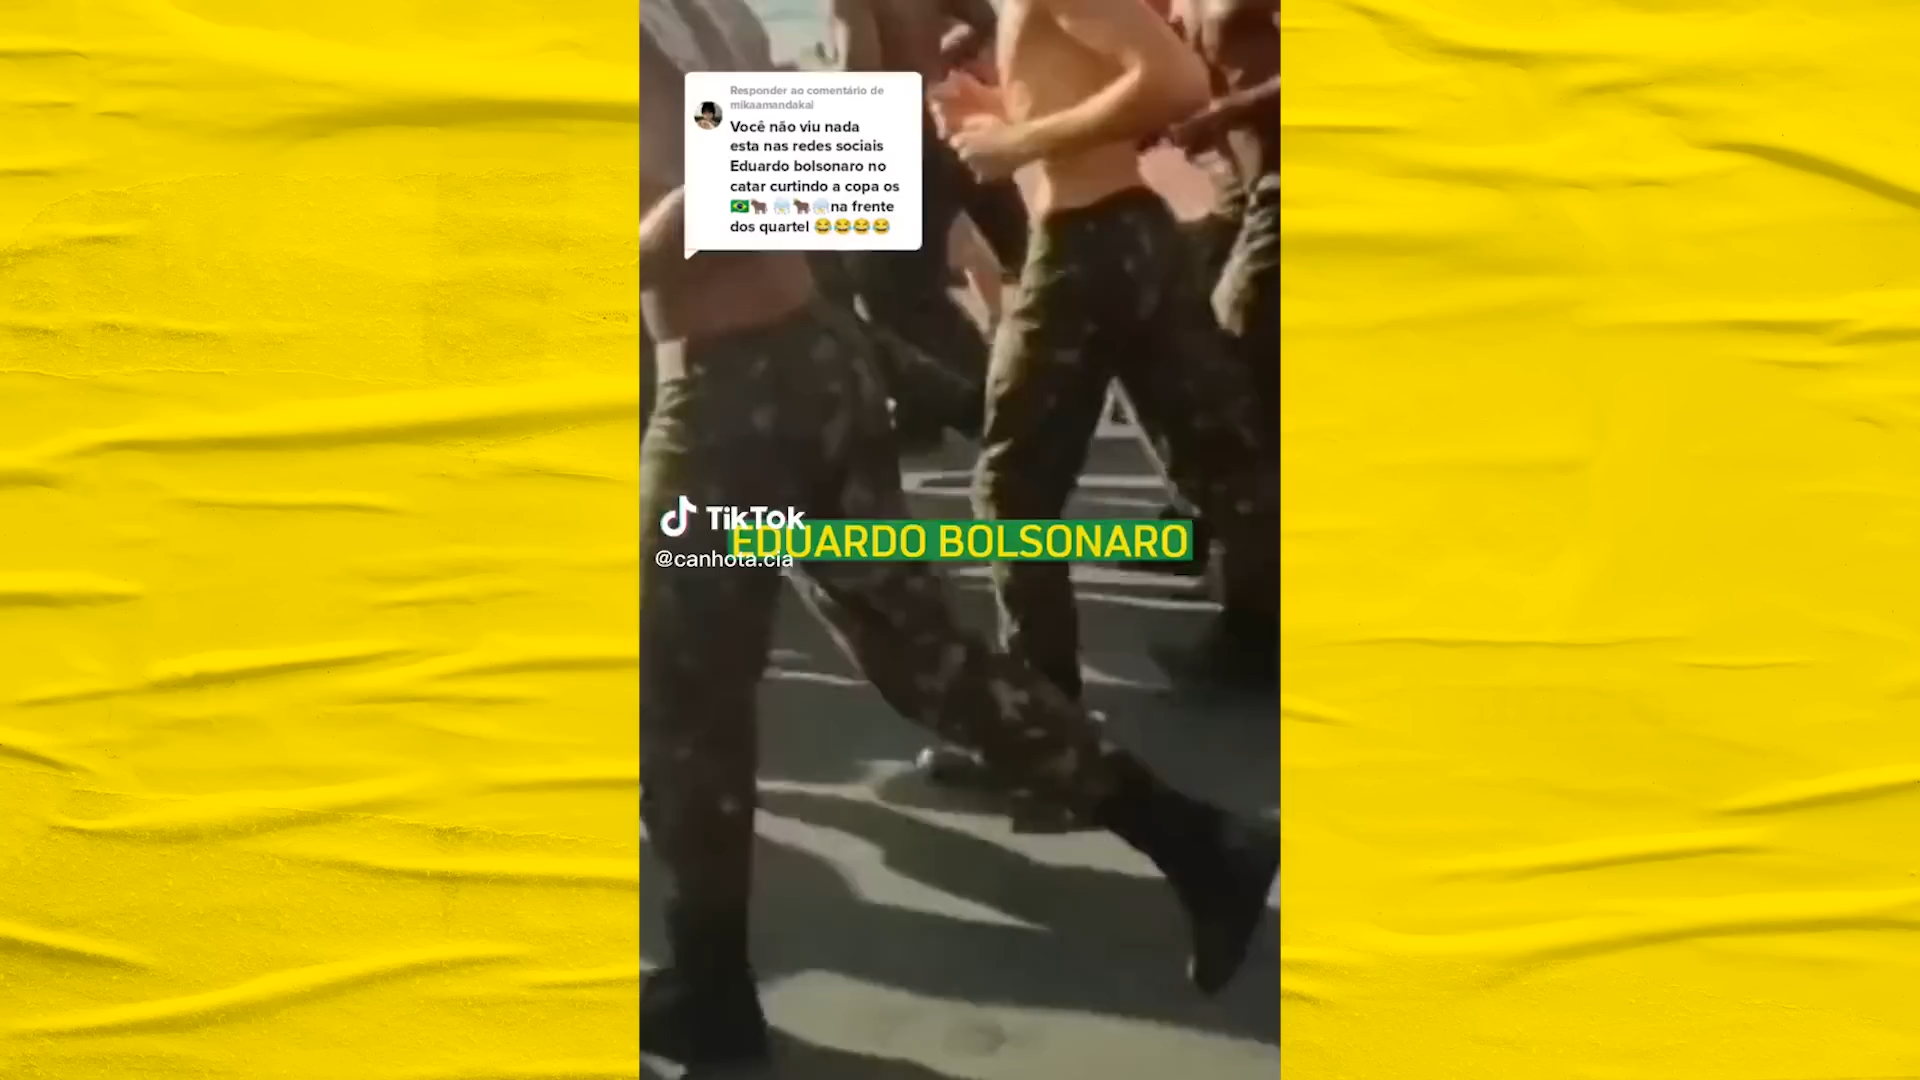 Responder ao comentário de
mikaamandakai
Você não viu nada
esta nas redes sociais
Eduardo bolsonaro no
catar curtindo a copa os
🇧🇷🐂🌨️🐂🌨️na frente
dos quartel 😂😂😂😂
TikTok
EDUARDO BOLSONARO
@canhota.cia